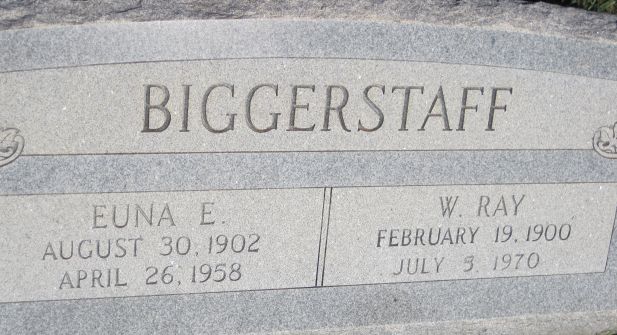 BIGGERSTAFF
EUNA E.
AUGUST 30, 1902
APRIL 26, 1958
W. RAY
FEBRUARY 19, 1900
JULY 3, 1970